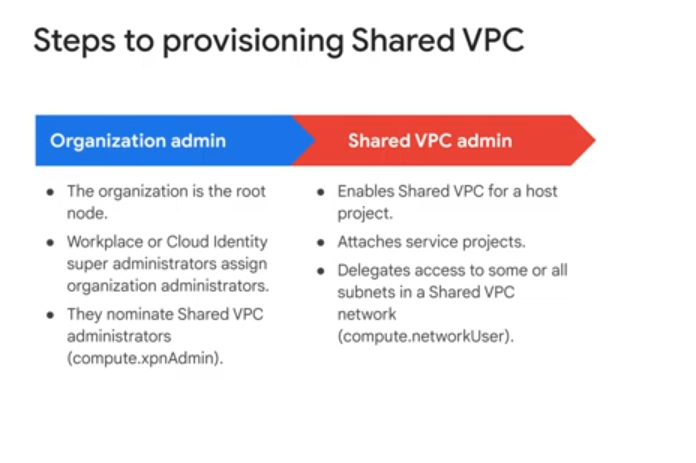 Steps to provisioning Shared VPC
Organization admin
● The organization is the root
node.
● Workplace or Cloud Identity
super administrators assign
organization administrators.
● They nominate Shared VPC
administrators
(compute.xpnAdmin).
Shared VPC admin
● Enables Shared VPC for a host
project.
● Attaches service projects.
● Delegates access to some or all
subnets in a Shared VPC
network
(compute.networkUser).